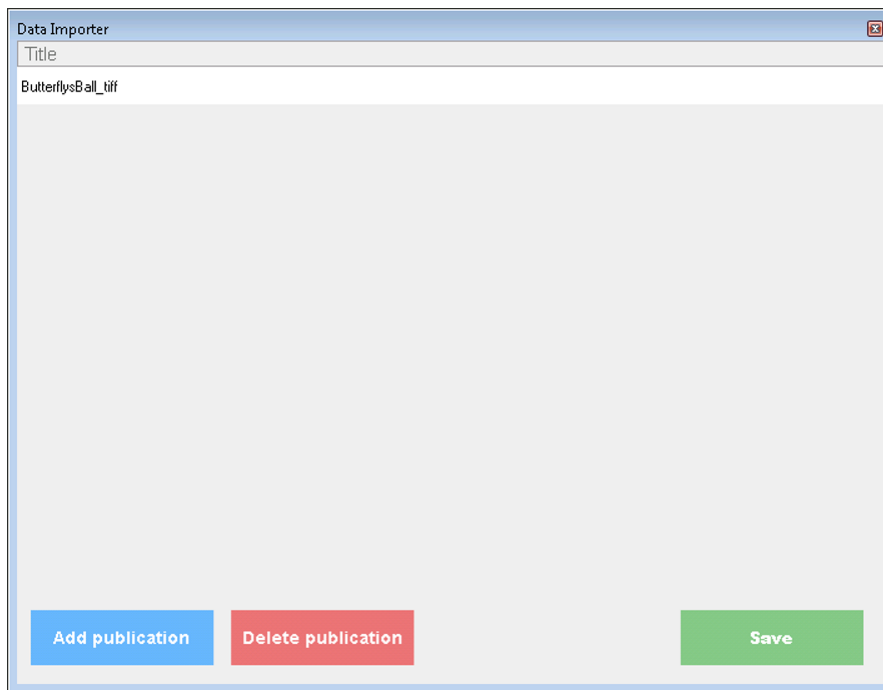 Data Importer
Title
ButterflysBall_tiff
Add publication
Delete publication
Save